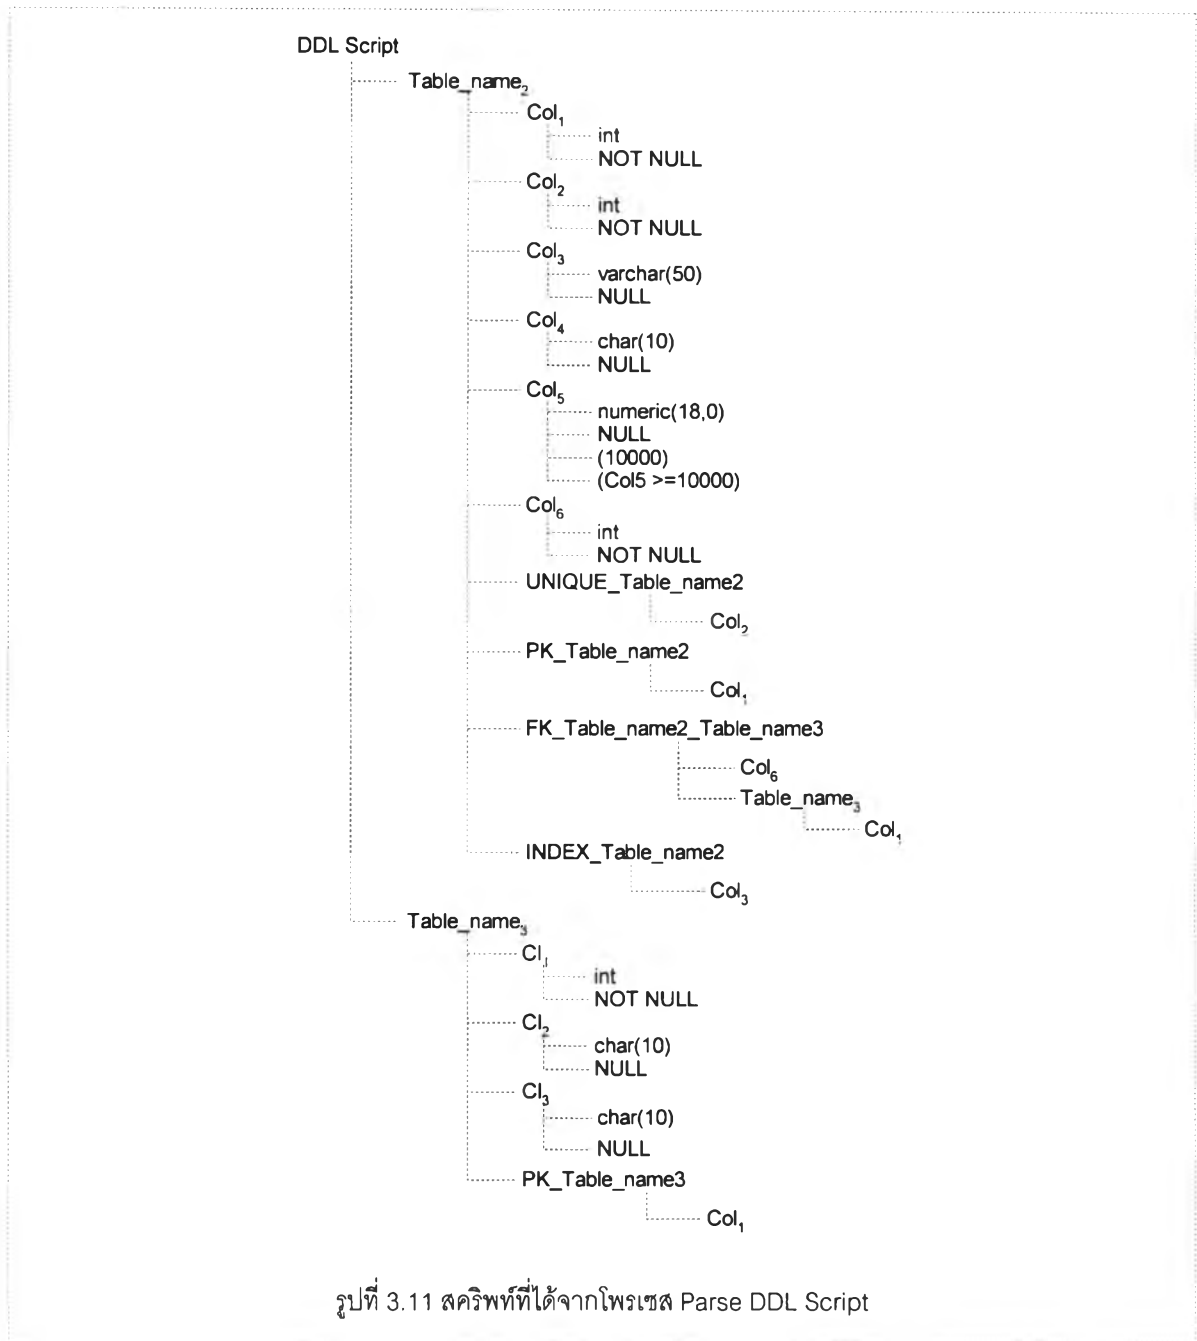 DDL Script
Table_name₂
Col₁
int
NOT NULL
Col₂
int
NOT NULL
Col₃
varchar(50)
NULL
Col₄
char(10)
NULL
Col₅
numeric(18,0)
NULL
(10000)
(Col5 >=10000)
Col₆
int
NOT NULL
UNIQUE_Table_name2
Col₂
PK_Table_name2
Col₁
FK_Table_name2_Table_name3
Col₆
Table_name₃
Col₁
INDEX_Table_name2
Col₃
Table_name₃
Cl₁
int
NOT NULL
Cl₂
char(10)
NULL
Cl₃
char(10)
NULL
PK_Table_name3
Col₁
รูปที่ 3.11 สคริพท์ที่ได้จากโพรเซส Parse DDL Script